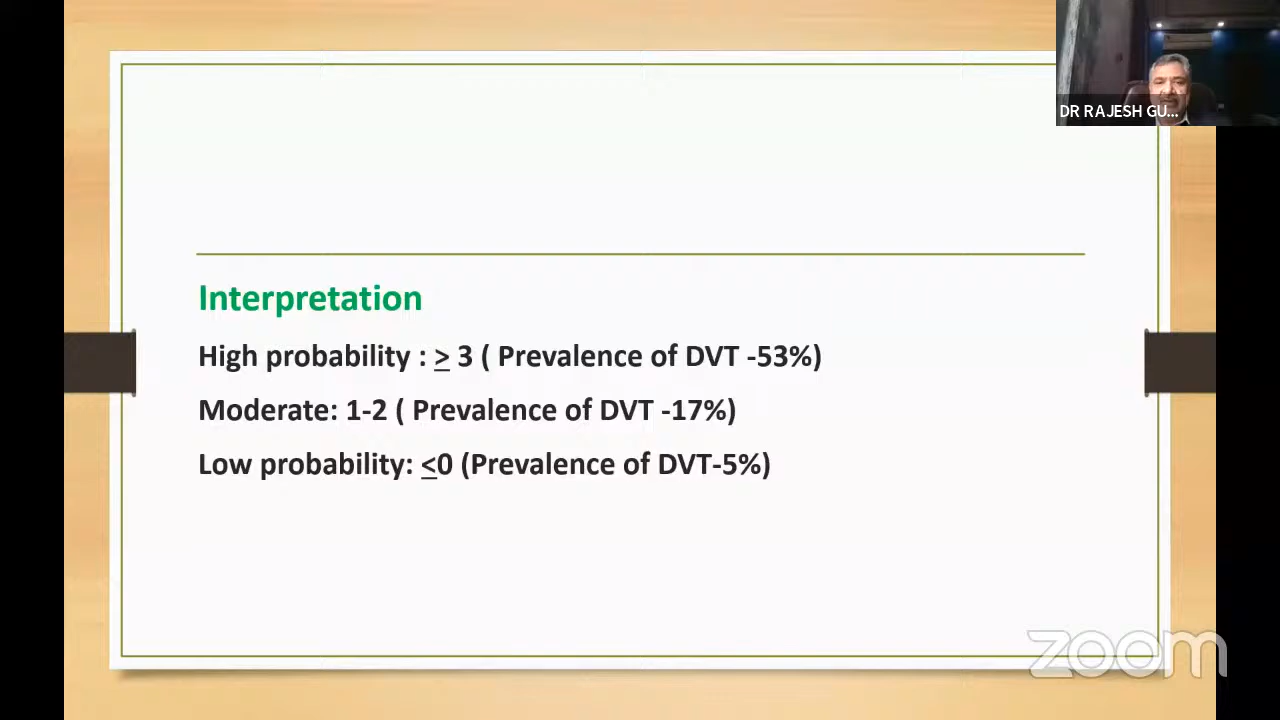 DR RAJESH GU...
Interpretation
High probability : ≥ 3 ( Prevalence of DVT -53%)
Moderate: 1-2 ( Prevalence of DVT -17%)
Low probability: ≤0 (Prevalence of DVT-5%)
zoom